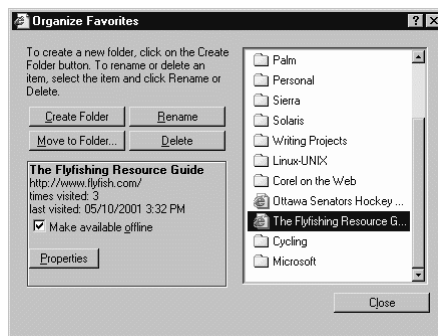 Organize Favorites
To create a new folder, click on the Create
Folder button. To rename or delete an
item, select the item and click Rename or
Delete.
Create Folder
Rename
Move to Folder...
Delete
The Flyfishing Resource Guide
http://www.flyfish.com/
times visited: 3
last visited: 05/10/2001 3:32 PM
Make available offline
Properties
Palm
Personal
Sierra
Solaris
Writing Projects
Linux-UNIX
Corel on the Web
Ottawa Senators Hockey ...
The Flyfishing Resource G...
Cycling
Microsoft
Close